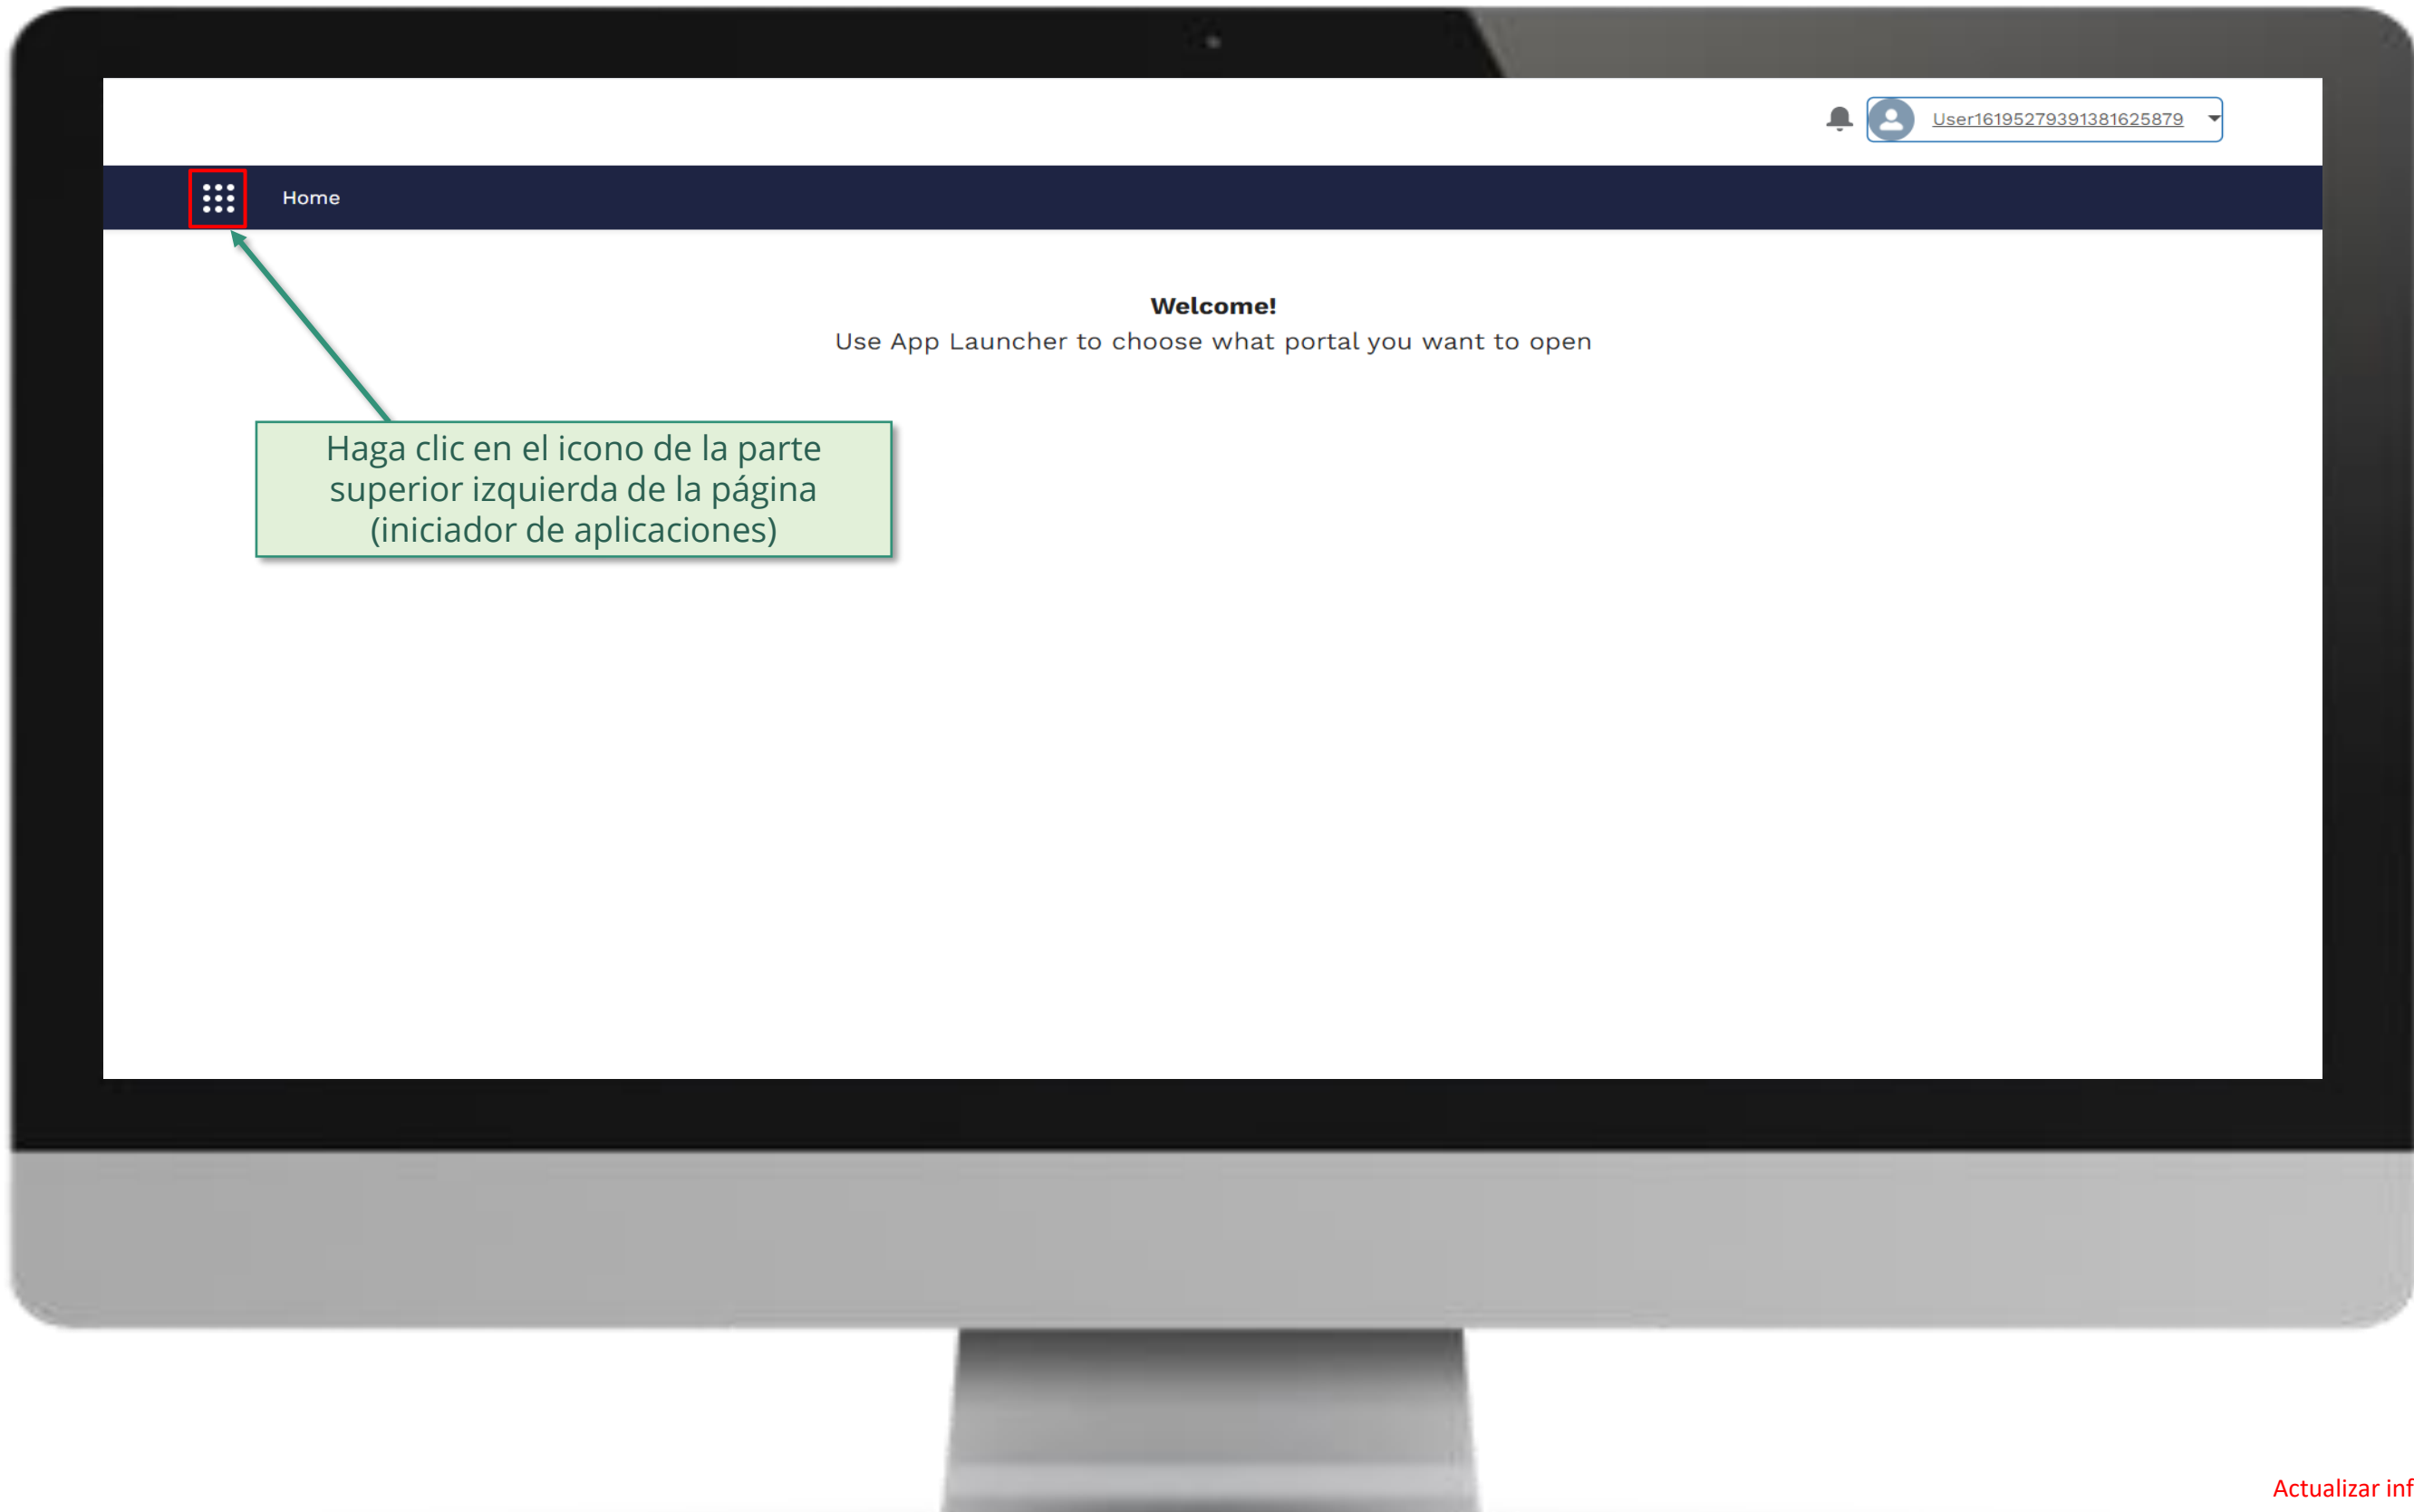 User16195279391381625879
Home
Welcome!
Use App Launcher to choose what portal you want to open
Haga clic en el icono de la parte
superior izquierda de la página
(iniciador de aplicaciones)
Actualizar